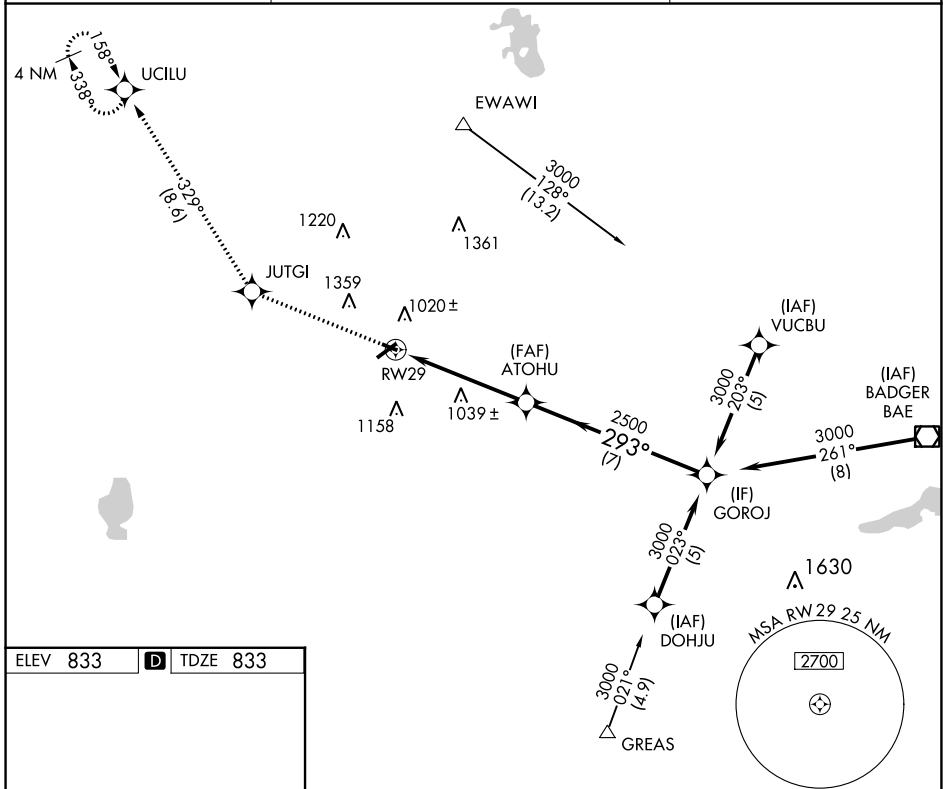 158°
4 NM
338°
UCILU
EWAWI
3000
128°
(13.2)
329°
(8.6)
1220
1361
JUTGI
1359
1020 ±
(IAF)
VUCBU
(FAF)
ATOHU
RW29
3000
203°
(5)
(IAF)
BADGER
BAE
1158
1039 ±
2500
293°
(7)
3000
261°
(8)
(IF)
GOROJ
3000
023°
(5)
1630
(IAF)
DOHJU
MSA RW 29 25 NM
2700
3000
021°
(4.9)
GREAS
ELEV 833 D TDZE 833